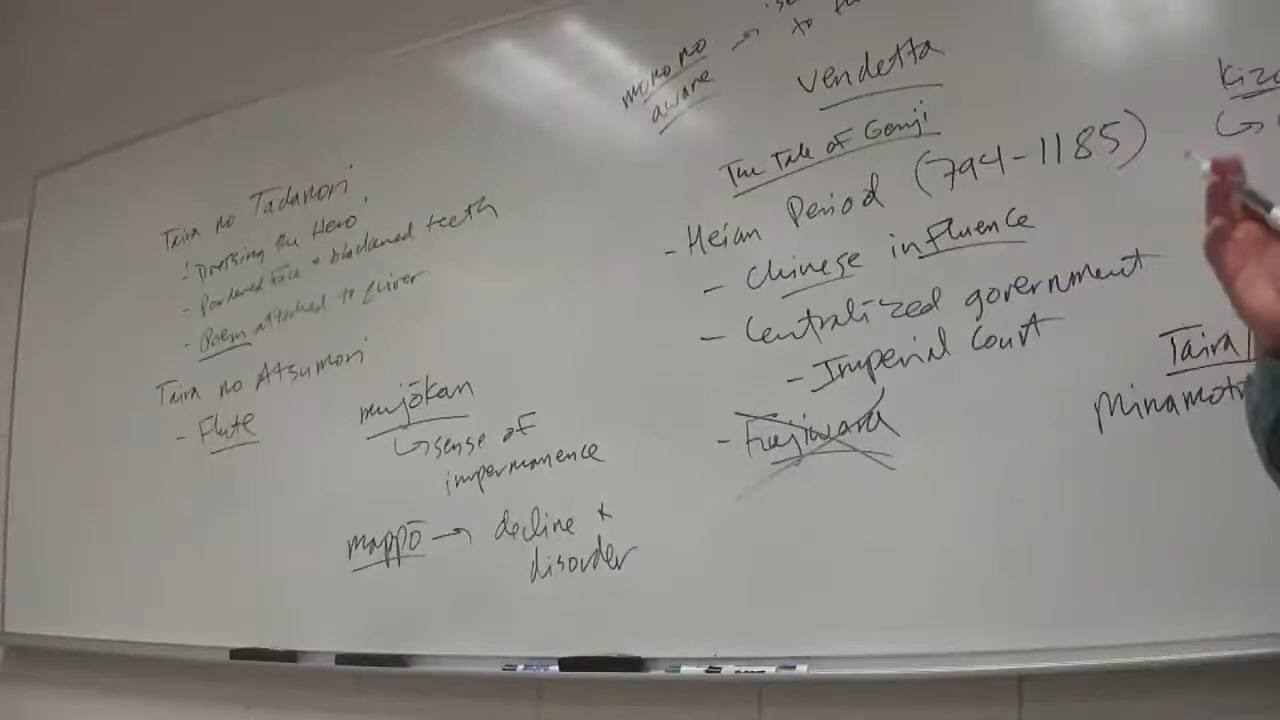 Taira no Tadanori
- "Dressing the Hero"
- Powdered face + blackened teeth
- Poem attached to quiver
Taira no Atsumori
- Flute
mujōkan
↳ sense of
impermanence
mappō → decline +
disorder
mono no
aware →
to
vendetta
The Tale of Genji
- Heian Period (794-1185)
- Chinese influence
- Centralized government
- Imperial Court
- Fujiwara
Taira/